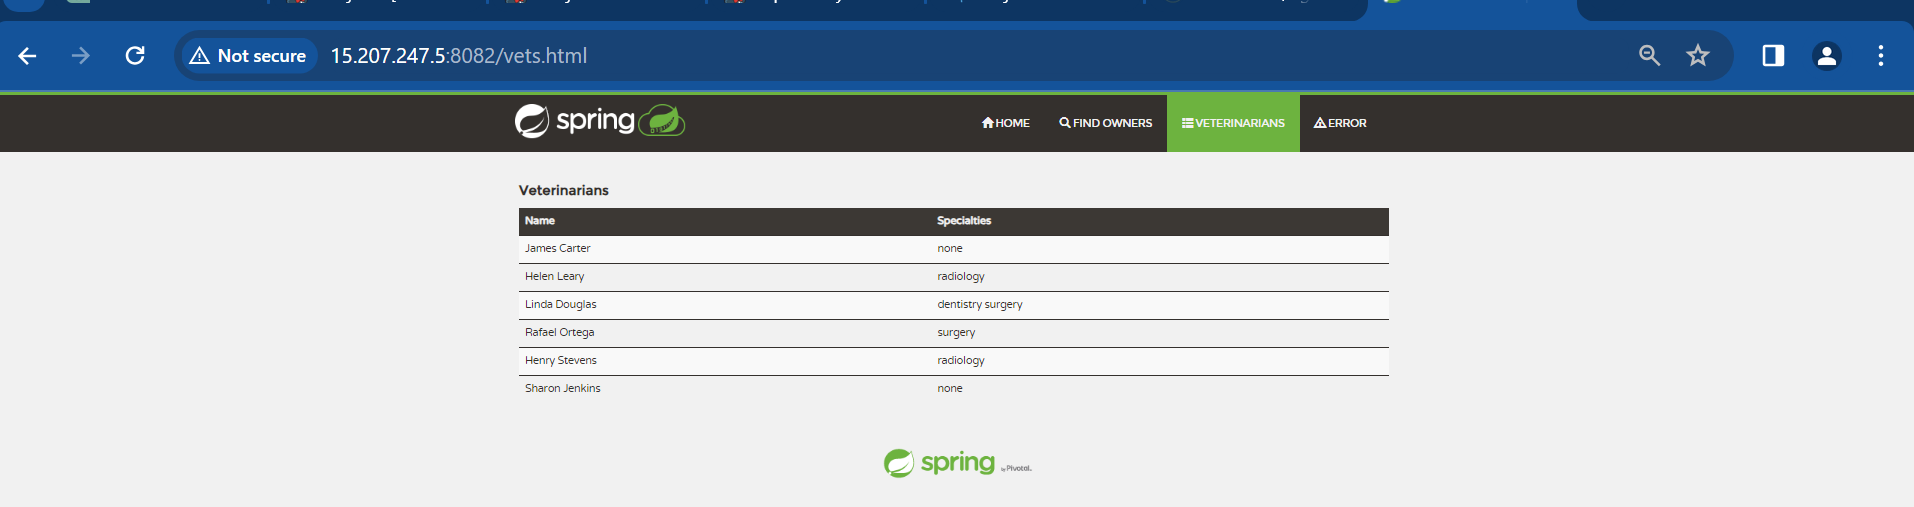 Not secure 15.207.247.5:8082/vets.html
spring HOME FIND OWNERS VETERINARIANS ERROR
Veterinarians
Name Specialties
James Carter none
Helen Leary radiology
Linda Douglas dentistry surgery
Rafael Ortega surgery
Henry Stevens radiology
Sharon Jenkins none
spring by Pivotal.